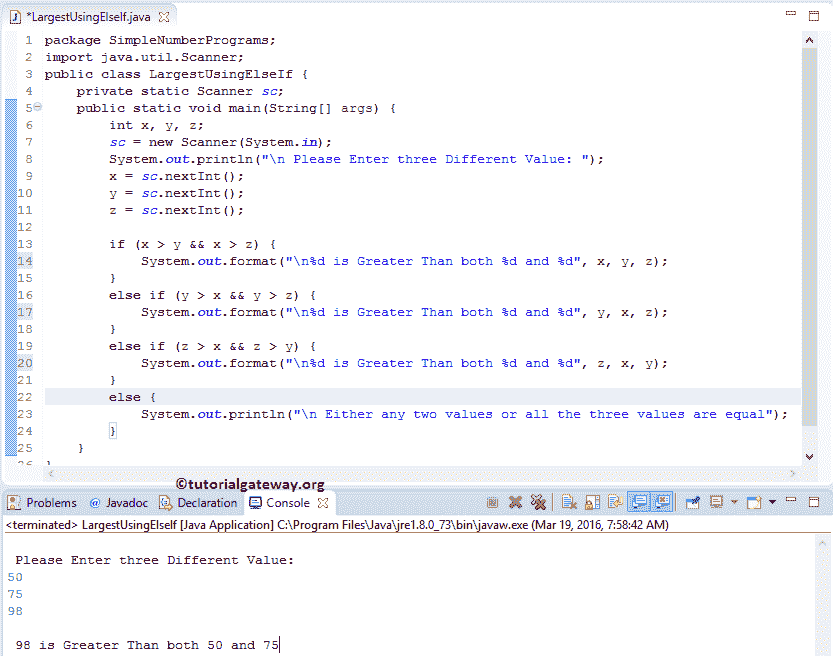 *LargestUsingElseIf.java
1 package SimpleNumberPrograms;
2 import java.util.Scanner;
3 public class LargestUsingElseIf {
4 private static Scanner sc;
5 public static void main(String[] args) {
6 int x, y, z;
7 sc = new Scanner(System.in);
8 System.out.println("\n Please Enter three Different Value: ");
9 x = sc.nextInt();
10 y = sc.nextInt();
11 z = sc.nextInt();
12
13 if (x > y && x > z) {
14 System.out.format("\n%d is Greater Than both %d and %d", x, y, z);
15 }
16 else if (y > x && y > z) {
17 System.out.format("\n%d is Greater Than both %d and %d", y, x, z);
18 }
19 else if (z > x && z > y) {
20 System.out.format("\n%d is Greater Than both %d and %d", z, x, y);
21 }
22 else {
23 System.out.println("\n Either any two values or all the three values are equal");
24 }
25 }
26 }
©tutorialgateway.org
Problems @ Javadoc Declaration Console
<terminated> LargestUsingElseIf [Java Application] C:\Program Files\Java\jre1.8.0_73\bin\javaw.exe (Mar 19, 2016, 7:58:42 AM)
Please Enter three Different Value:
50
75
98
98 is Greater Than both 50 and 75